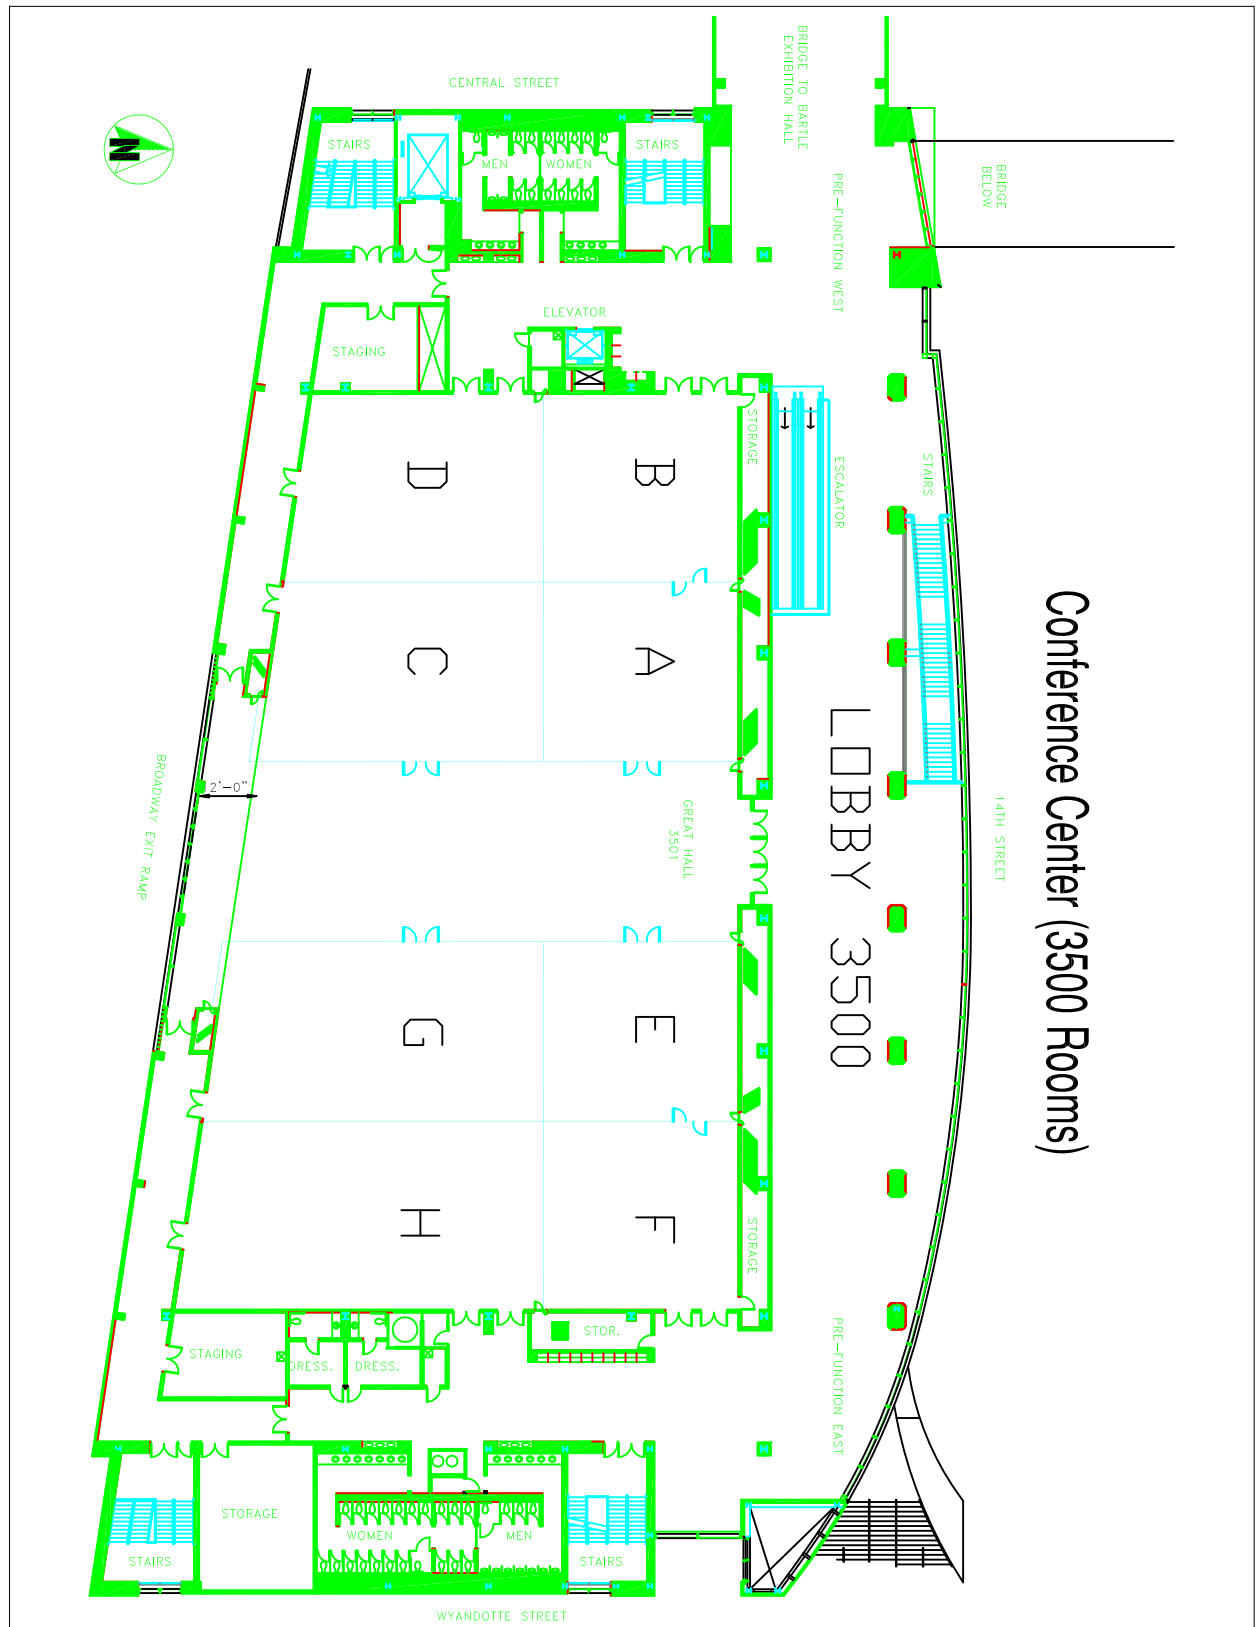 Conference Center (3500 Rooms)
CENTRAL STREET
BRIDGE TO BARTLE
EXHIBITION HALL
BRIDGE
BELOW
N
STAIRS
MEN
WOMEN
STAIRS
PRE-FUNCTION WEST
ELEVATOR
STAGING
STORAGE
ESCALATOR
STAIRS
D
B
C
A
LOBBY 3500
14TH STREET
GREAT HALL
3501
2'-0"
BROADWAY EXIT RAMP
G
E
H
F
STORAGE
STOR.
STAGING
DRESS.
DRESS.
PRE-FUNCTION EAST
STORAGE
WOMEN
MEN
STAIRS
STAIRS
WYANDOTTE STREET